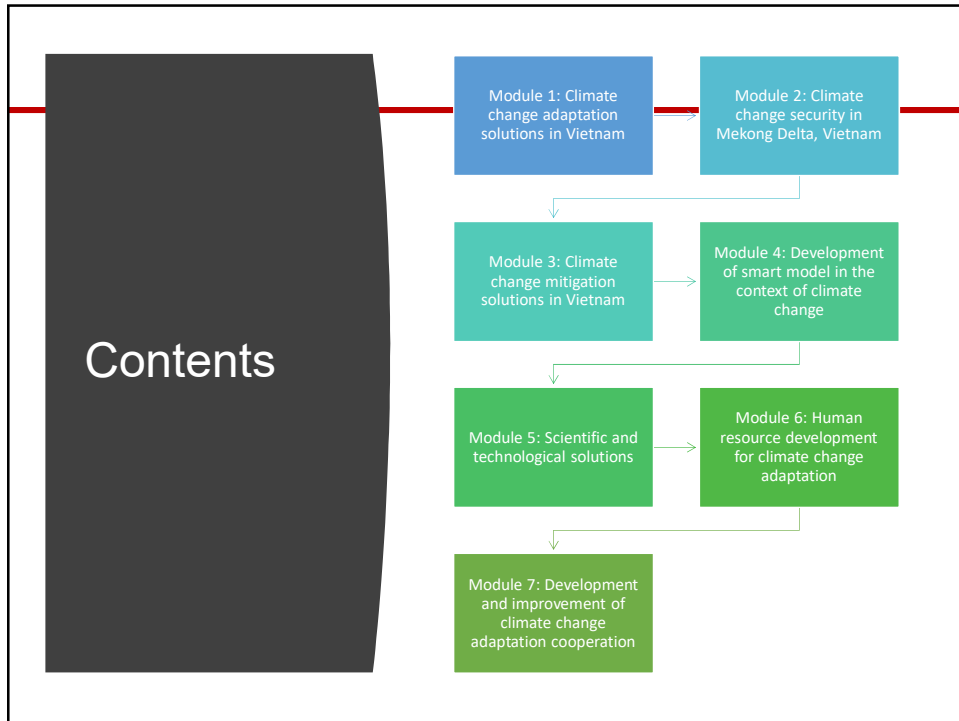 Contents
Module 1: Climate
change adaptation
solutions in Vietnam
Module 2: Climate
change security in
Mekong Delta, Vietnam
Module 3: Climate
change mitigation
solutions in Vietnam
Module 4: Development
of smart model in the
context of climate
change
Module 5: Scientific and
technological solutions
Module 6: Human
resource development
for climate change
adaptation
Module 7: Development
and improvement of
climate change
adaptation cooperation